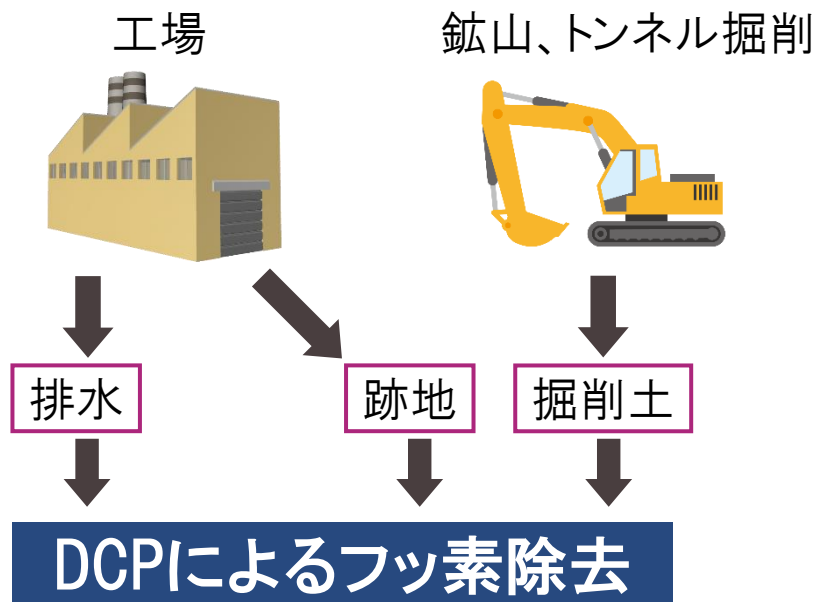 工場
鉱山、トンネル掘削
排水
跡地
掘削土
DCPによるフッ素除去